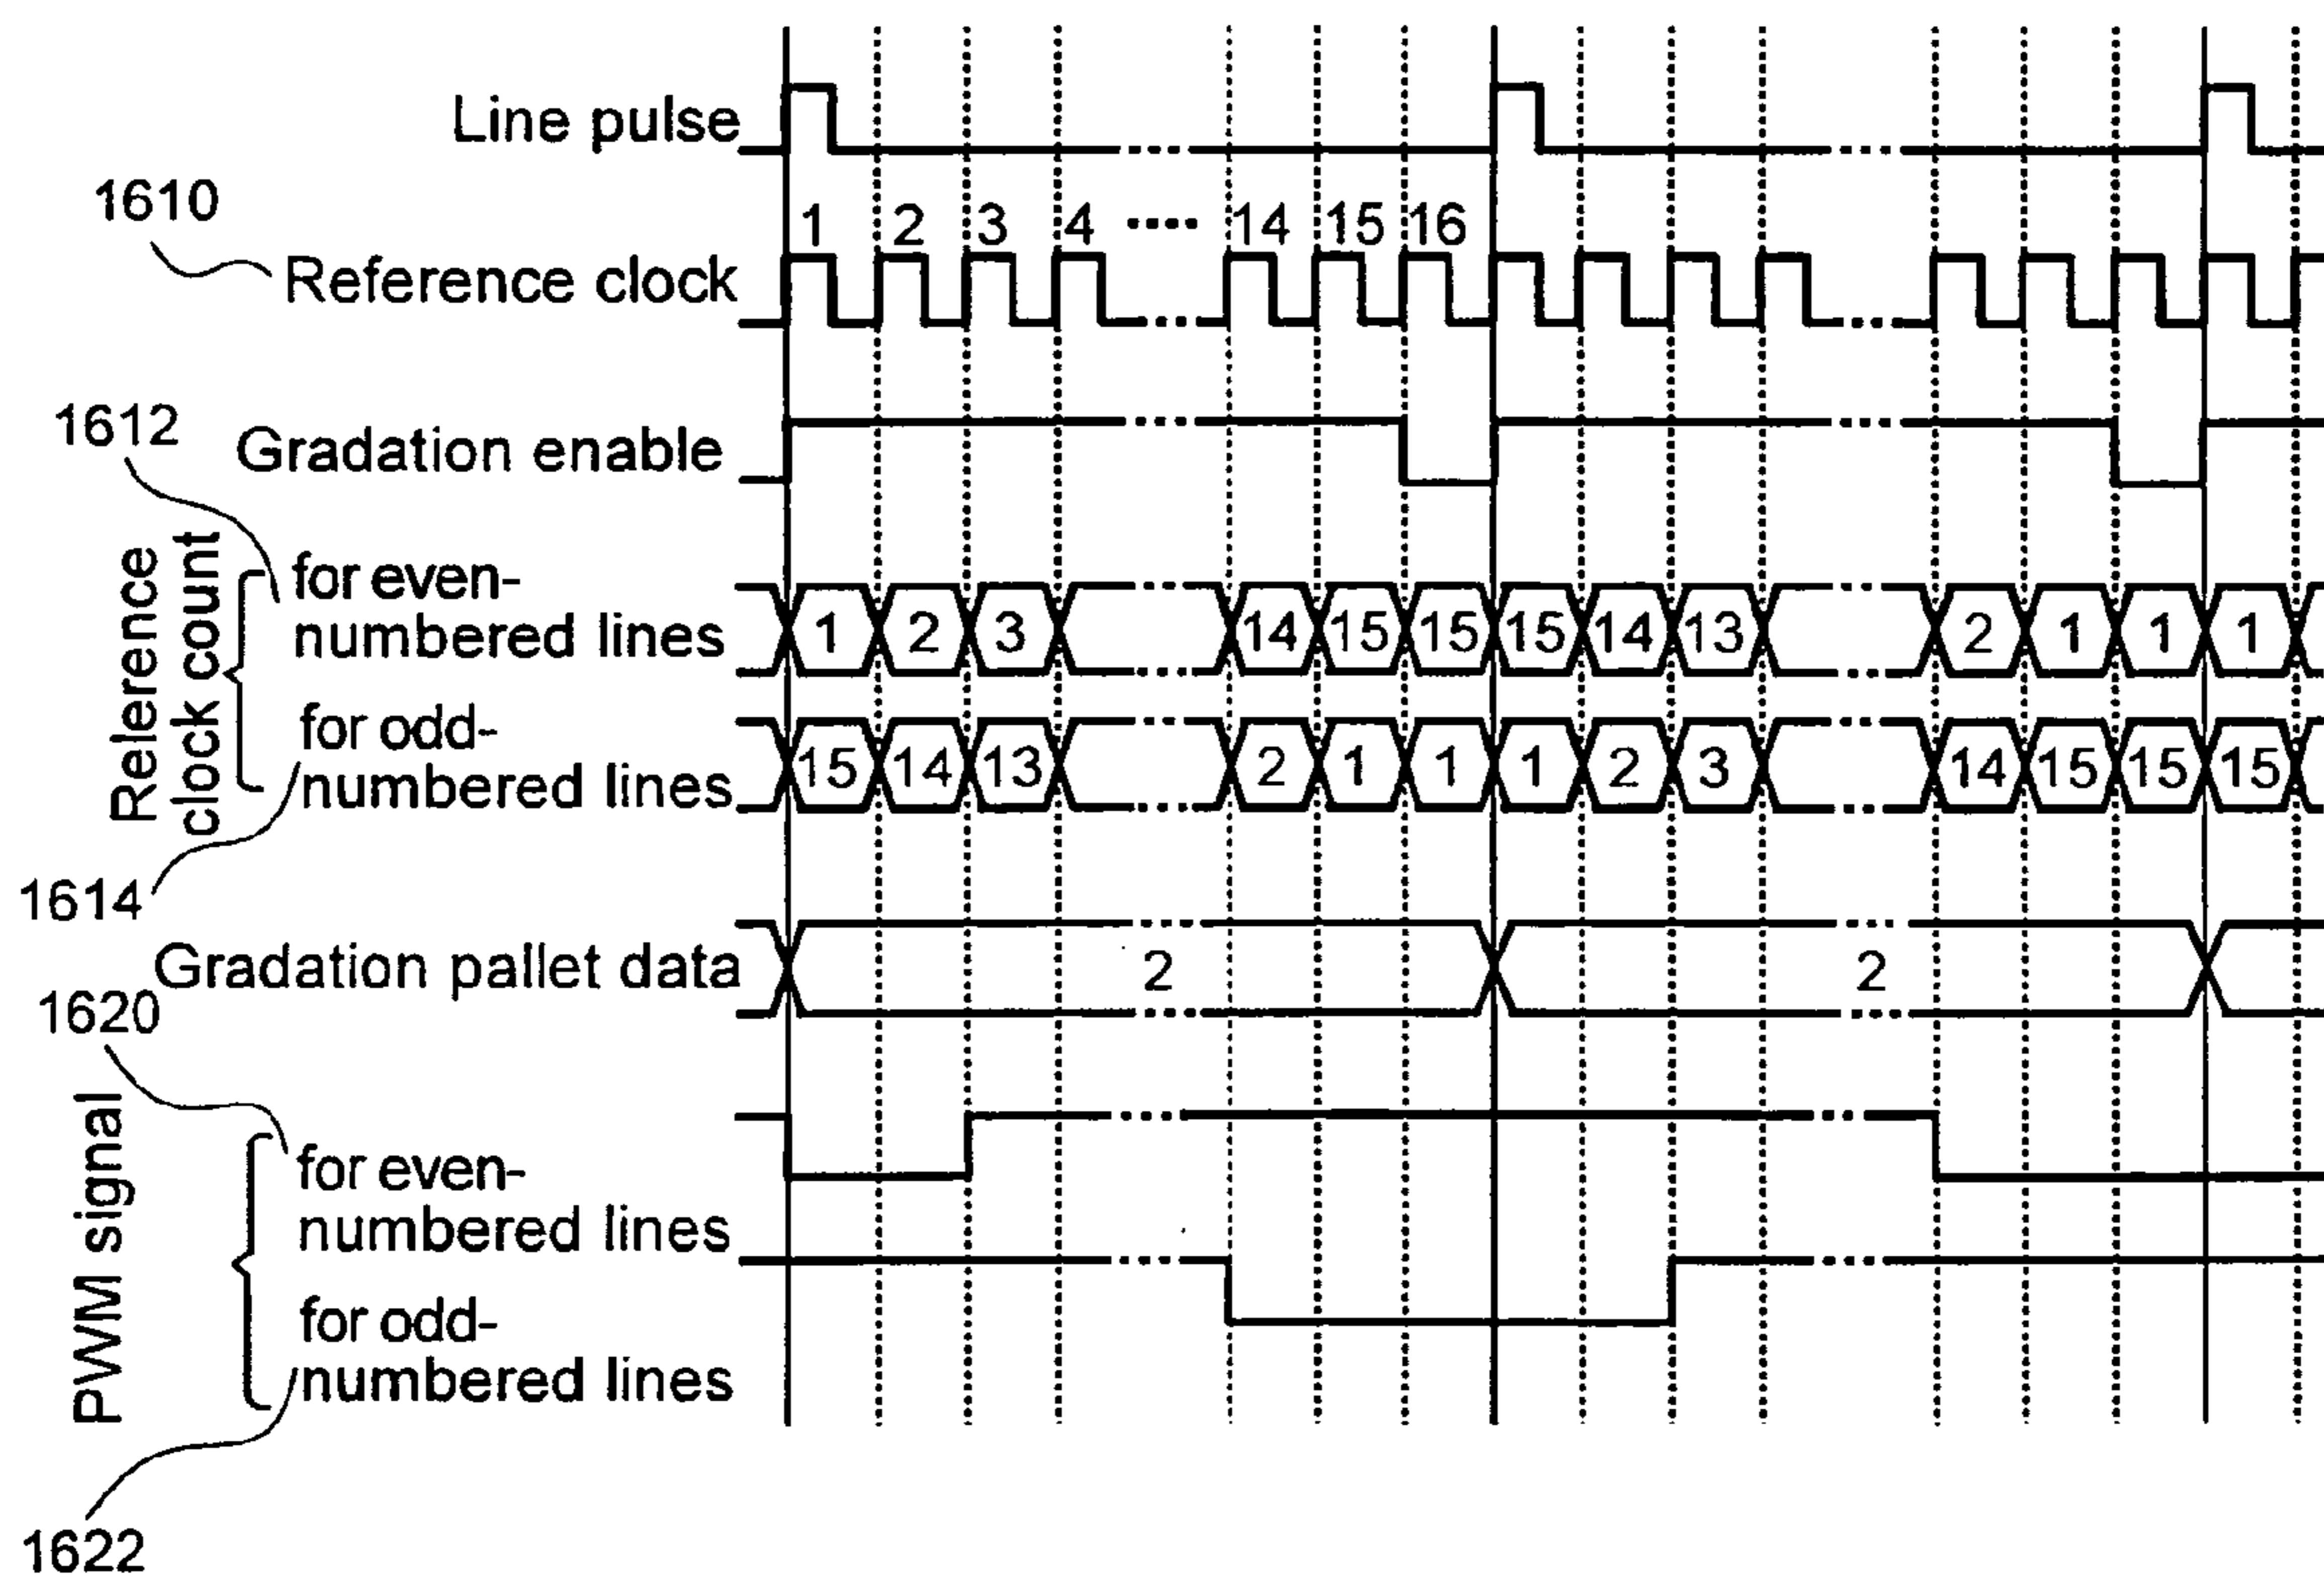 Line pulse
1610
1 2 3 4 ···· 14 15 16
Reference clock
1612
Gradation enable
Relerence clock count
for even-
numbered lines
1 2 3 14 15 15 15 14 13 2 1 1 1
for odd-
numbered lines
15 14 13 2 1 1 1 2 3 14 15 15 15
1614
Gradation pallet data
2 2
1620
PWM signal
for even-
numbered lines
for odd-
numbered lines
1622